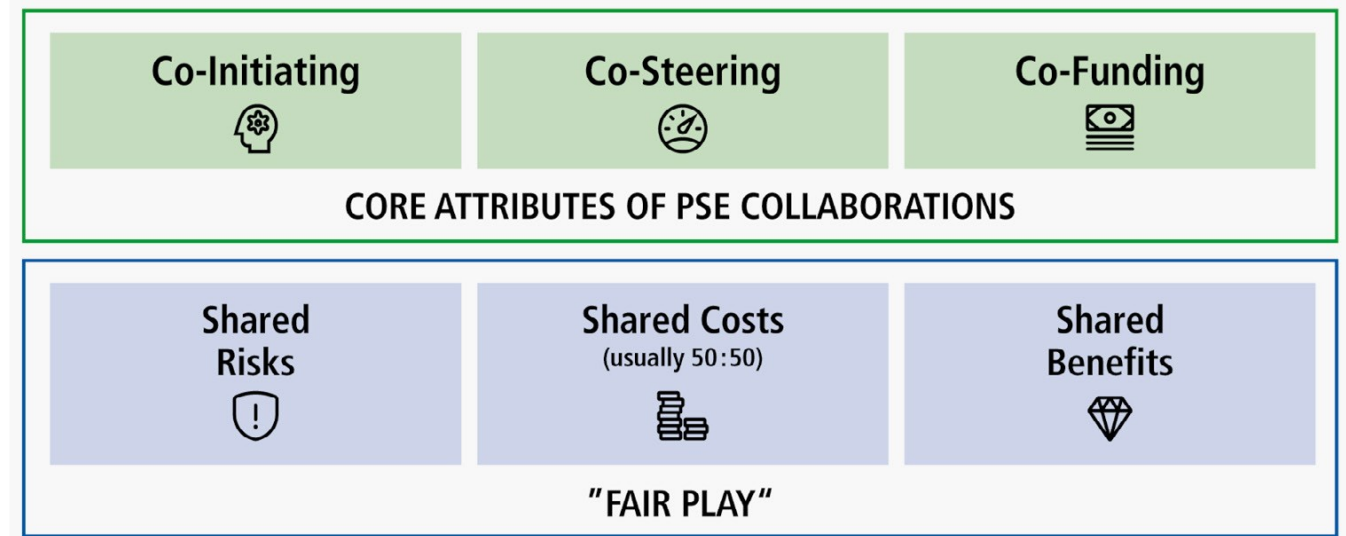 Co-Initiating
Co-Steering
Co-Funding
CORE ATTRIBUTES OF PSE COLLABORATIONS
Shared
Risks
Shared Costs
(usually 50:50)
Shared
Benefits
”FAIR PLAY“